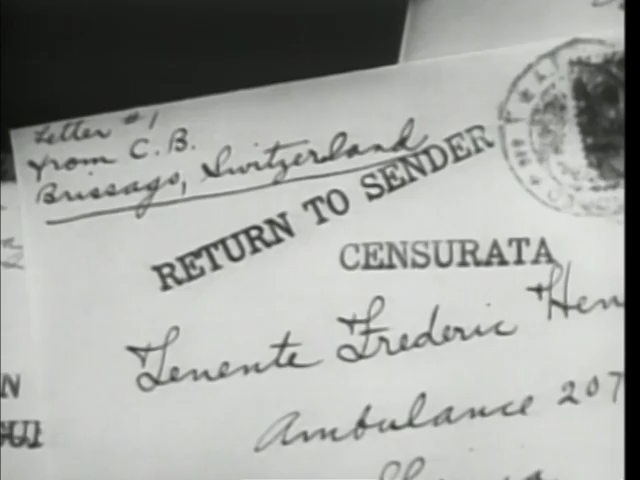 Letter #1
from C.B.
Brissago, Switzerland
RETURN TO SENDER
CENSURATA
Tenente Frederic Hen
Ambulance 207
N